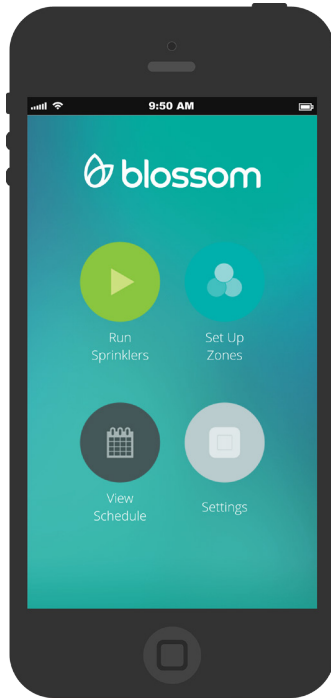 9:50 AM
blossom
Run
Sprinklers
Set Up
Zones
View
Schedule
Settings